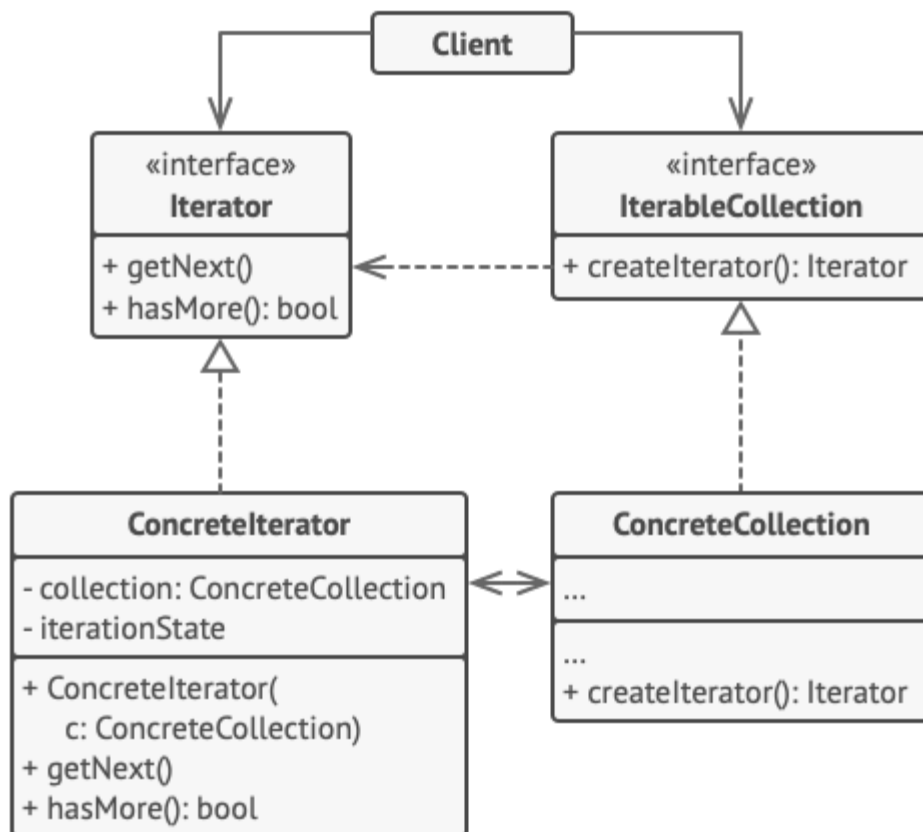 Client
«interface»
Iterator
+ getNext()
+ hasMore(): bool
«interface»
IterableCollection
+ createIterator(): Iterator
ConcreteIterator
- collection: ConcreteCollection
- iterationState
+ ConcreteIterator(
c: ConcreteCollection)
+ getNext()
+ hasMore(): bool
ConcreteCollection
...
...
+ createIterator(): Iterator